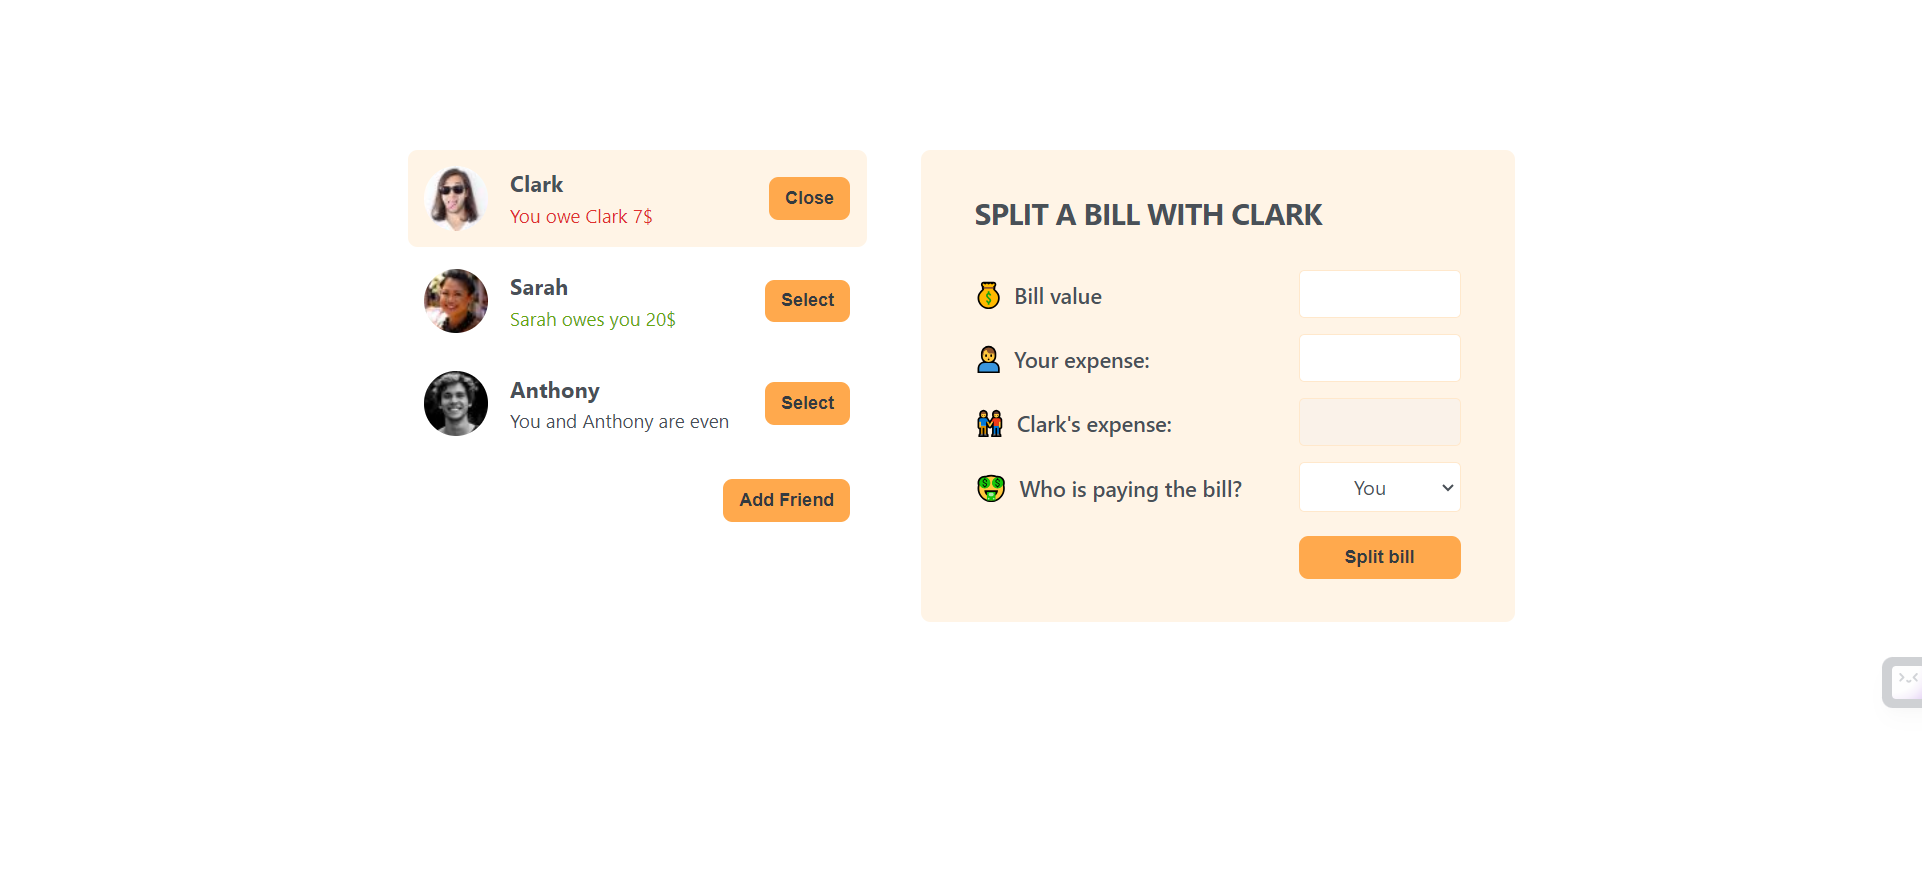 Clark
You owe Clark 7$
Close
Sarah
Sarah owes you 20$
Select
Anthony
You and Anthony are even
Select
Add Friend
SPLIT A BILL WITH CLARK
💰 Bill value
Your expense:
Clark's expense:
🤑 Who is paying the bill?
You
Split bill